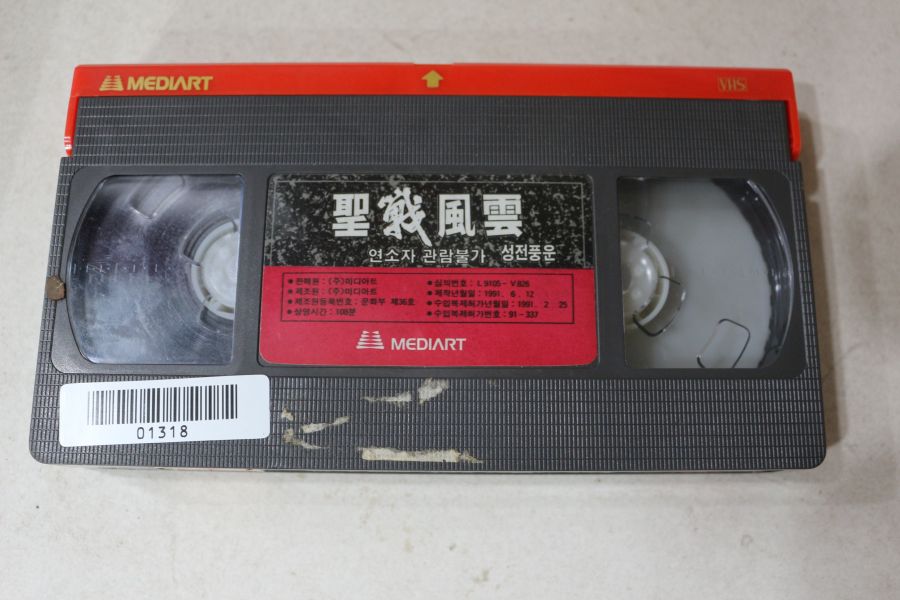 MEDIART
VHS
聖戰風雲
연소자 관람불가 성전풍운
●판매원 : (주)미디아트
●제조원 : (주)미디아트
●제조원등록번호 : 문화부 제36호
●상영시간 : 108분
●심의번호 : L9105-V826
●제작년월일 : 1991. 6. 12
●수입복제허가년월일 : 1991. 2. 25
●수입복제허가번호 : 91-337
MEDIART
01318